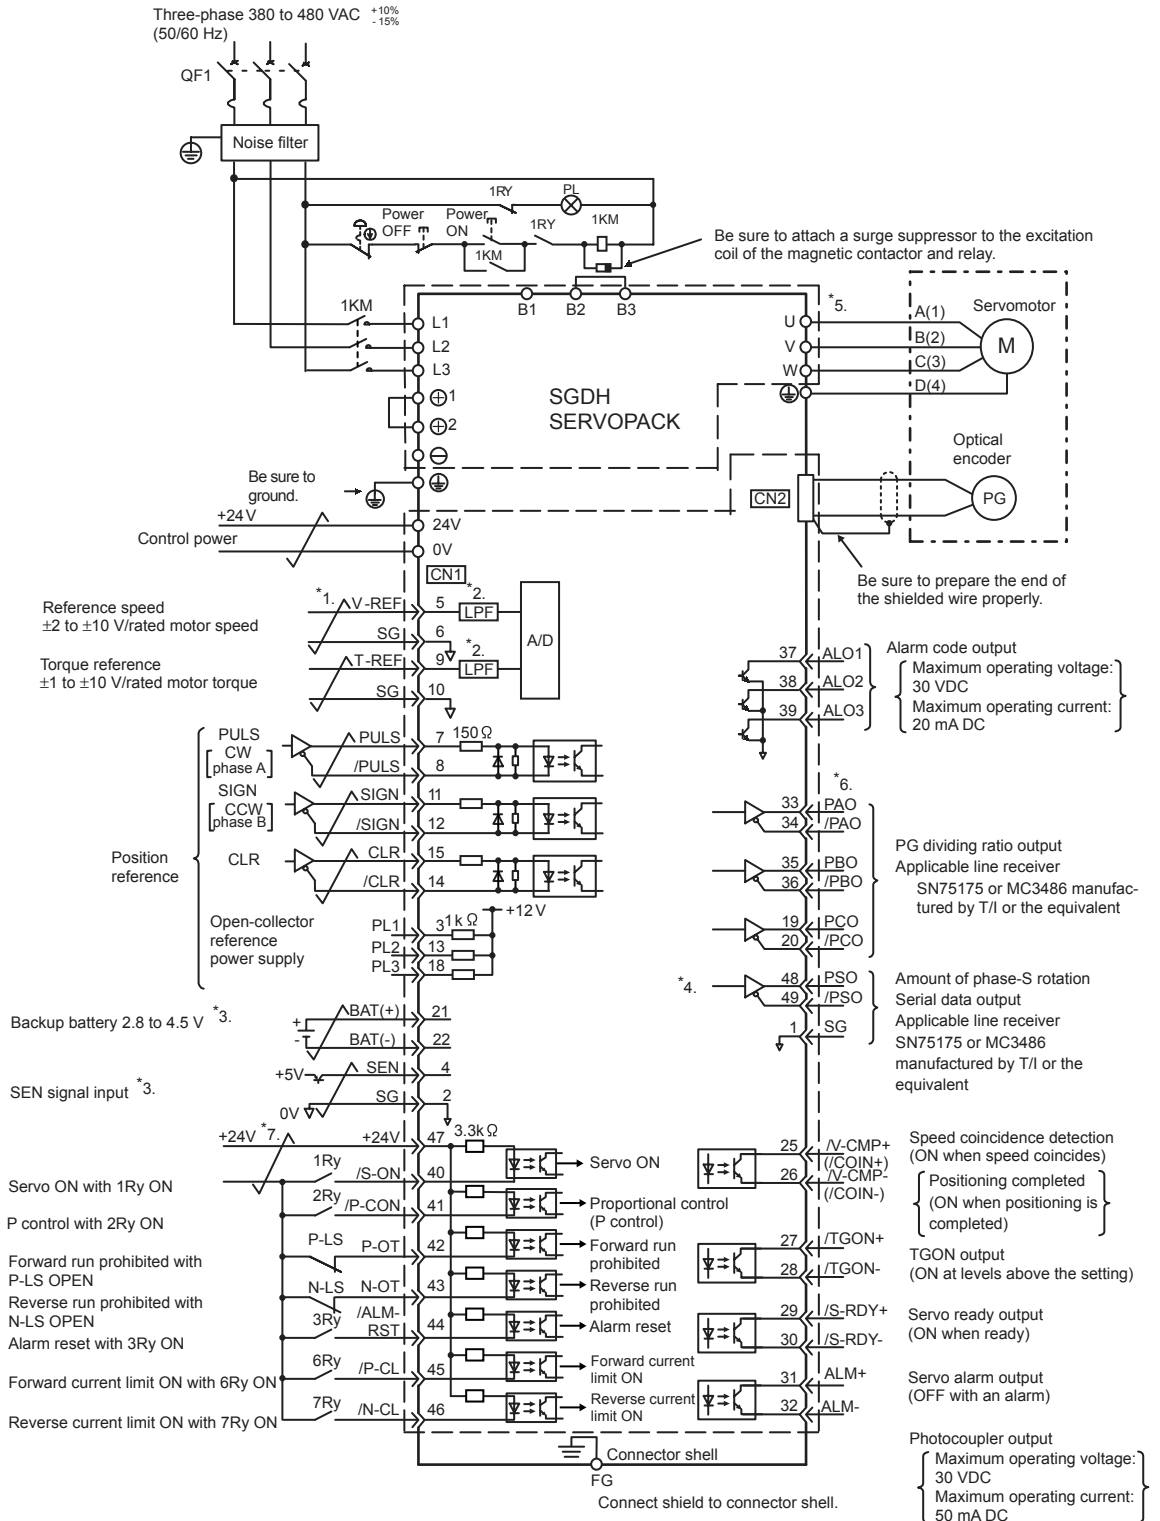 Three-phase 380 to 480 VAC +10% -15%
(50/60 Hz)
QF1
Noise filter
1RY
PL
Power OFF
Power ON
1RY
1KM
1KM
Be sure to attach a surge suppressor to the excitation
coil of the magnetic contactor and relay.
B1
B2
B3
1KM
L1
L2
L3
⊕1
⊕2
⊖
SGDH
SERVOPACK
*5.
U
V
W
A(1)
B(2)
C(3)
D(4)
Servomotor
M
Optical
encoder
PG
CN2
Be sure to
ground.
+24V
Control power
24V
0V
CN1
Be sure to prepare the end of
the shielded wire properly.
Reference speed
±2 to ±10 V/rated motor speed
*1.
V-REF
5
*2.
LPF
SG
6
Torque reference
±1 to ±10 V/rated motor torque
T-REF
9
*2.
LPF
SG
10
A/D
37
ALO1
38
ALO2
39
ALO3
Alarm code output
Maximum operating voltage:
30 VDC
Maximum operating current:
20 mA DC
Position
reference
PULS
CW
phase A
PULS
7
150Ω
/PULS
8
SIGN
CCW
phase B
SIGN
11
/SIGN
12
CLR
CLR
15
/CLR
14
Open-collector
reference
power supply
+12V
PL1
3
1kΩ
PL2
13
PL3
18
*6.
33
PAO
34
/PAO
35
PBO
36
/PBO
19
PCO
20
/PCO
PG dividing ratio output
Applicable line receiver
SN75175 or MC3486 manufac-
tured by T/I or the equivalent
*4.
48
PSO
49
/PSO
1
SG
Amount of phase-S rotation
Serial data output
Applicable line receiver
SN75175 or MC3486
manufactured by T/I or the
equivalent
Backup battery 2.8 to 4.5 V *3.
+
-
BAT(+)
21
BAT(-)
22
SEN signal input *3.
+5V
SEN
4
0V
SG
2
+24V *7.
+24V
47
3.3kΩ
Servo ON with 1Ry ON
1Ry
/S-ON
40
Servo ON
P control with 2Ry ON
2Ry
/P-CON
41
Proportional control
(P control)
Forward run prohibited with
P-LS OPEN
P-LS
P-OT
42
Forward run
prohibited
Reverse run prohibited with
N-LS OPEN
N-LS
N-OT
43
Reverse run
prohibited
Alarm reset with 3Ry ON
3Ry
/ALM-
RST
44
Alarm reset
Forward current limit ON with 6Ry ON
6Ry
/P-CL
45
Forward current
limit ON
Reverse current limit ON with 7Ry ON
7Ry
/N-CL
46
Reverse current
limit ON
25
/V-CMP+
(/COIN+)
26
/V-CMP-
(/COIN-)
Speed coincidence detection
(ON when speed coincides)
Positioning completed
(ON when positioning is
completed)
27
/TGON+
28
/TGON-
TGON output
(ON at levels above the setting)
29
/S-RDY+
30
/S-RDY-
Servo ready output
(ON when ready)
31
ALM+
32
ALM-
Servo alarm output
(OFF with an alarm)
Photocoupler output
Maximum operating voltage:
30 VDC
Maximum operating current:
50 mA DC
Connector shell
FG
Connect shield to connector shell.